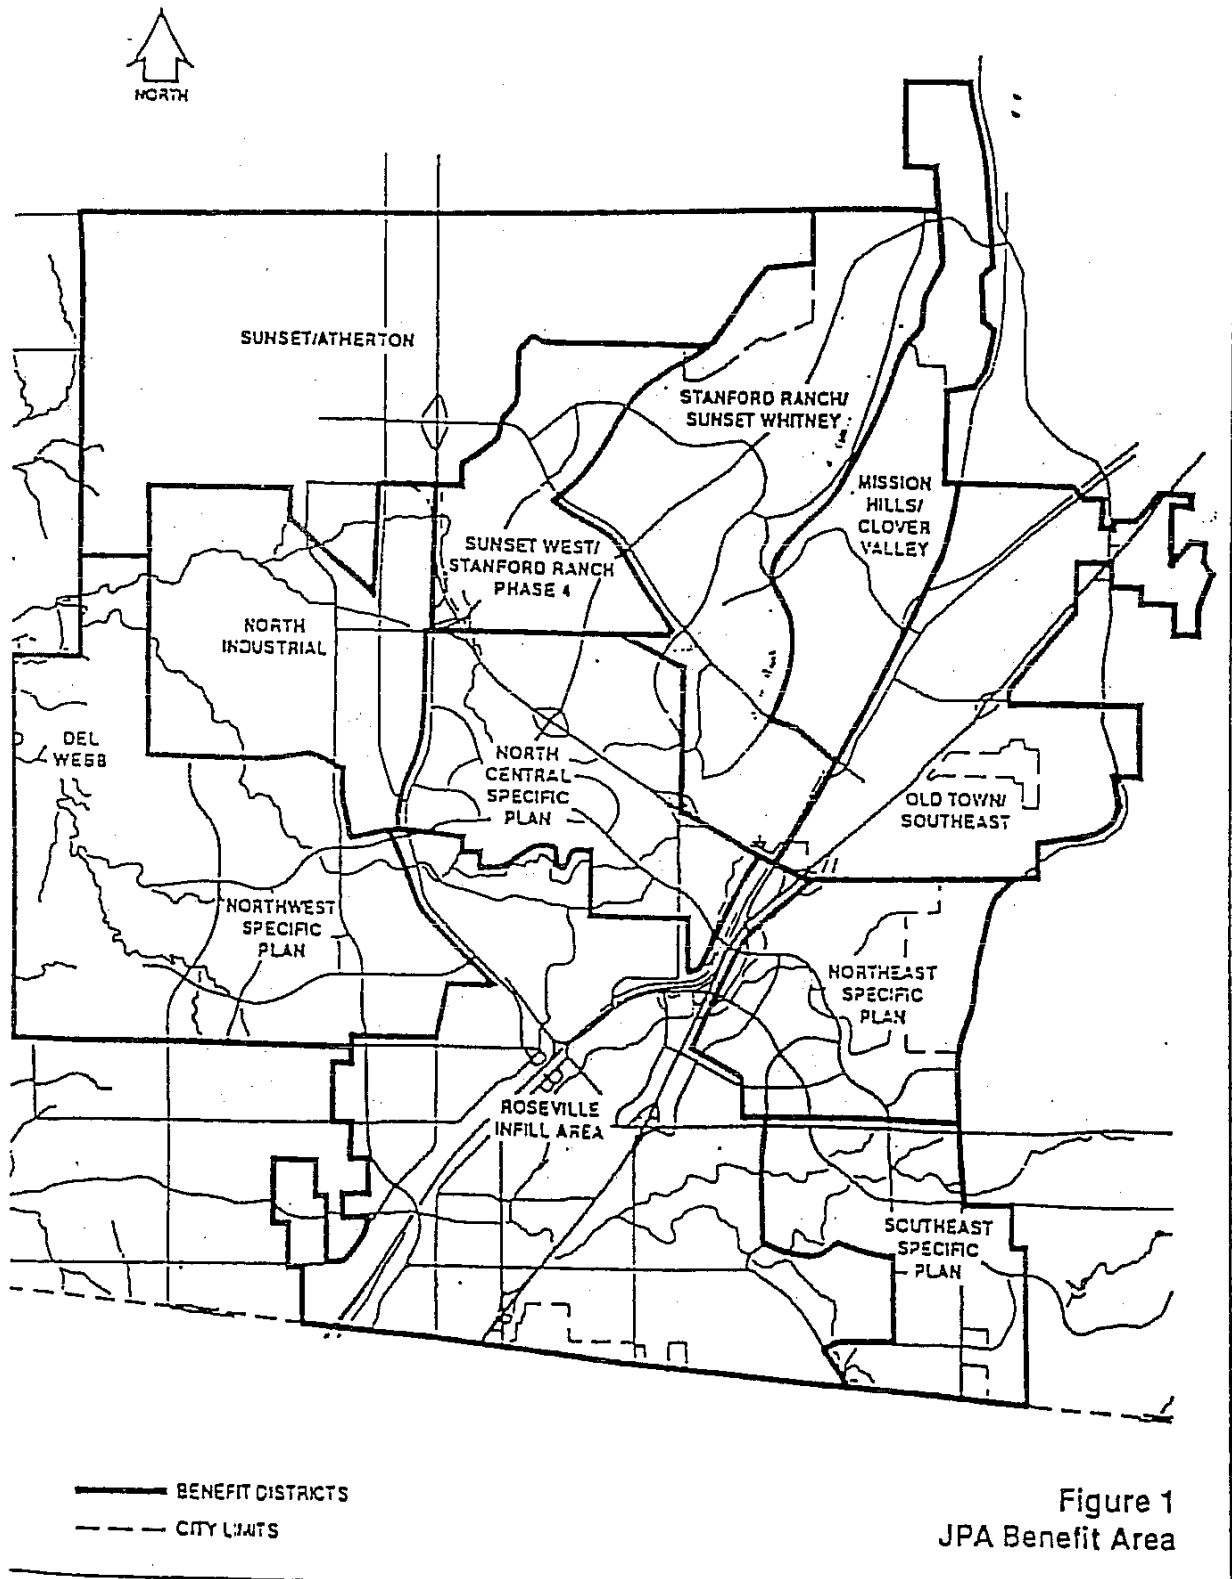 NORTH
SUNSET/ATHERTON
STANFORD RANCH/
SUNSET WHITNEY
MISSION
HILLS/
CLOVER
VALLEY
SUNSET WEST/
STANFORD RANCH
PHASE 4
NORTH
INDUSTRIAL
DEL
WEBB
NORTH
CENTRAL
SPECIFIC
PLAN
OLD TOWN/
SOUTHEAST
NORTHWEST
SPECIFIC
PLAN
NORTHEAST
SPECIFIC
PLAN
ROSEVILLE
INFILL AREA
SOUTHEAST
SPECIFIC
PLAN
BENEFIT DISTRICTS
CITY LIMITS
Figure 1
JPA Benefit Area